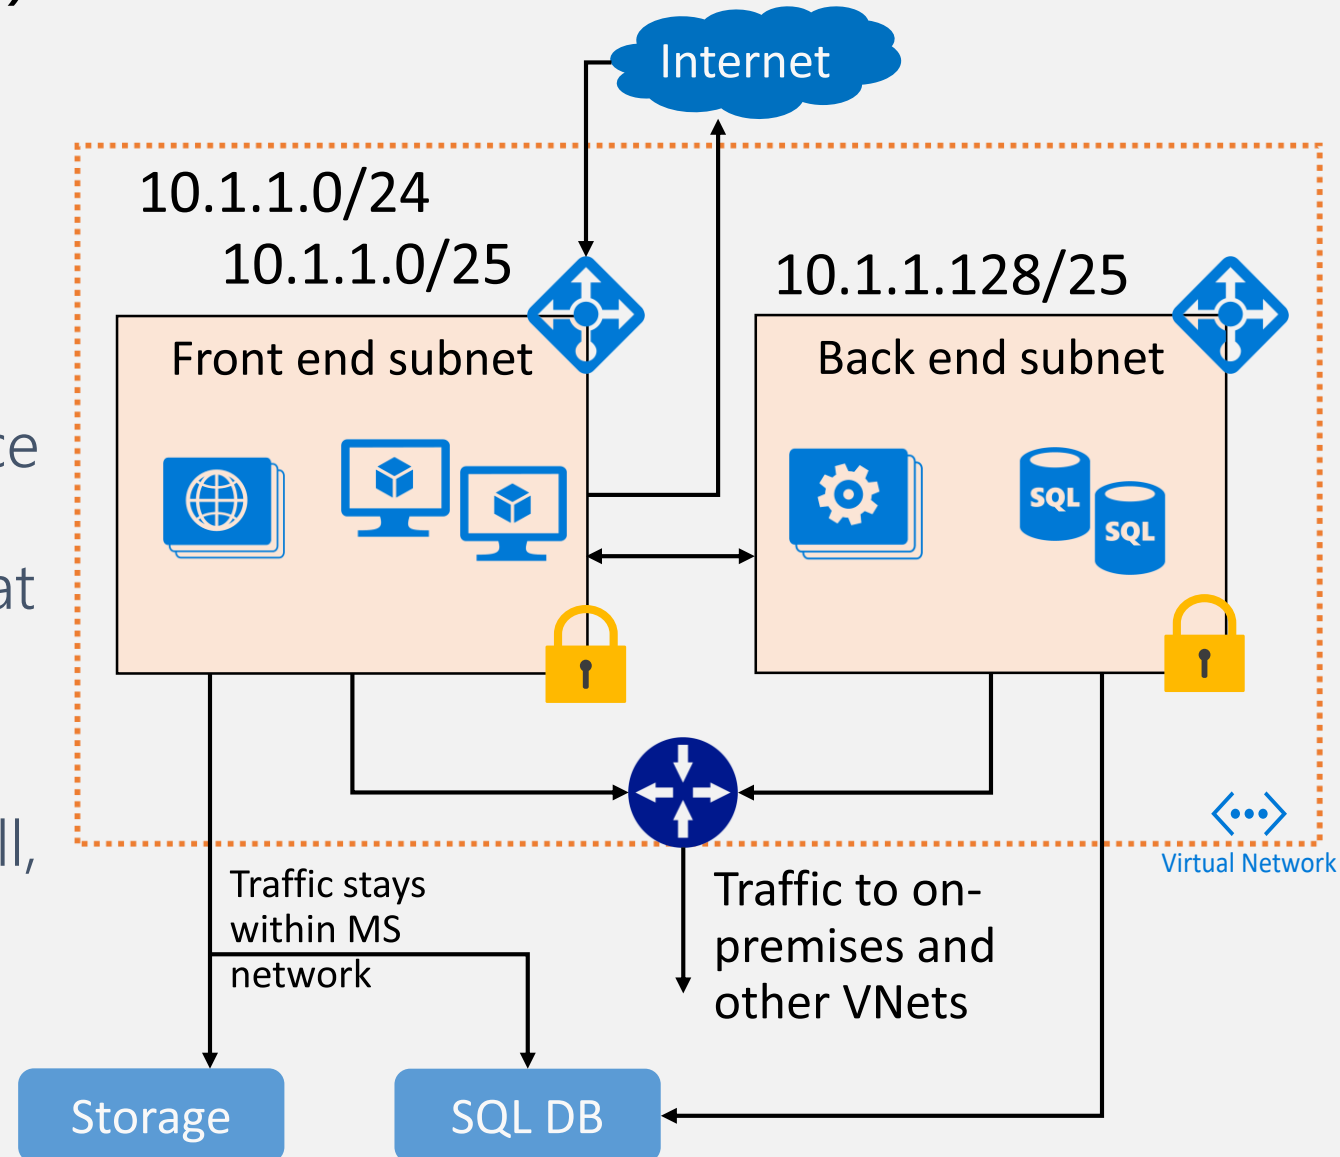 )
Internet
10.1.1.0/24
10.1.1.0/25
10.1.1.128/25
Front end subnet
Back end subnet
SQL
SQL
at
ll,
Virtual Network
Traffic stays
within MS
network
Traffic to on-
premises and
other VNets
Storage
SQL DB